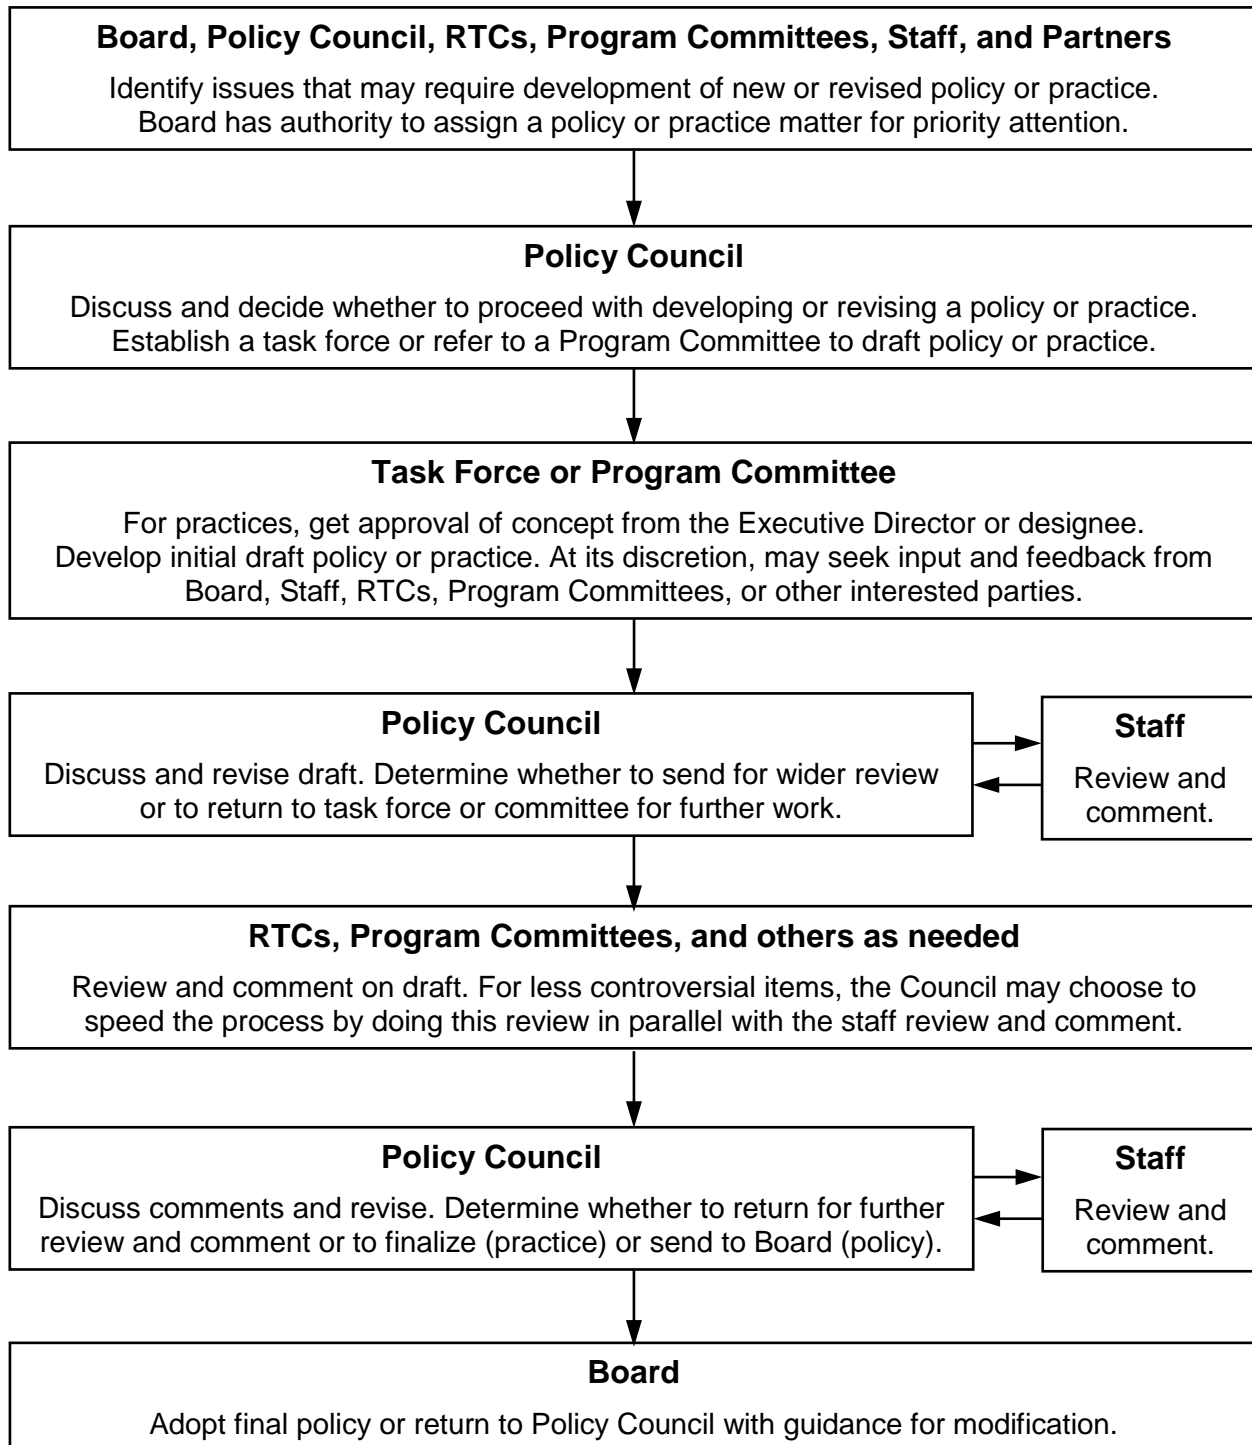 Board, Policy Council, RTCs, Program Committees, Staff, and Partners
Identify issues that may require development of new or revised policy or practice.
Board has authority to assign a policy or practice matter for priority attention.
Policy Council
Discuss and decide whether to proceed with developing or revising a policy or practice.
Establish a task force or refer to a Program Committee to draft policy or practice.
Task Force or Program Committee
For practices, get approval of concept from the Executive Director or designee.
Develop initial draft policy or practice. At its discretion, may seek input and feedback from
Board, Staff, RTCs, Program Committees, or other interested parties.
Policy Council
Discuss and revise draft. Determine whether to send for wider review
or to return to task force or committee for further work.
Staff
Review and
comment.
RTCs, Program Committees, and others as needed
Review and comment on draft. For less controversial items, the Council may choose to
speed the process by doing this review in parallel with the staff review and comment.
Policy Council
Discuss comments and revise. Determine whether to return for further
review and comment or to finalize (practice) or send to Board (policy).
Staff
Review and
comment.
Board
Adopt final policy or return to Policy Council with guidance for modification.